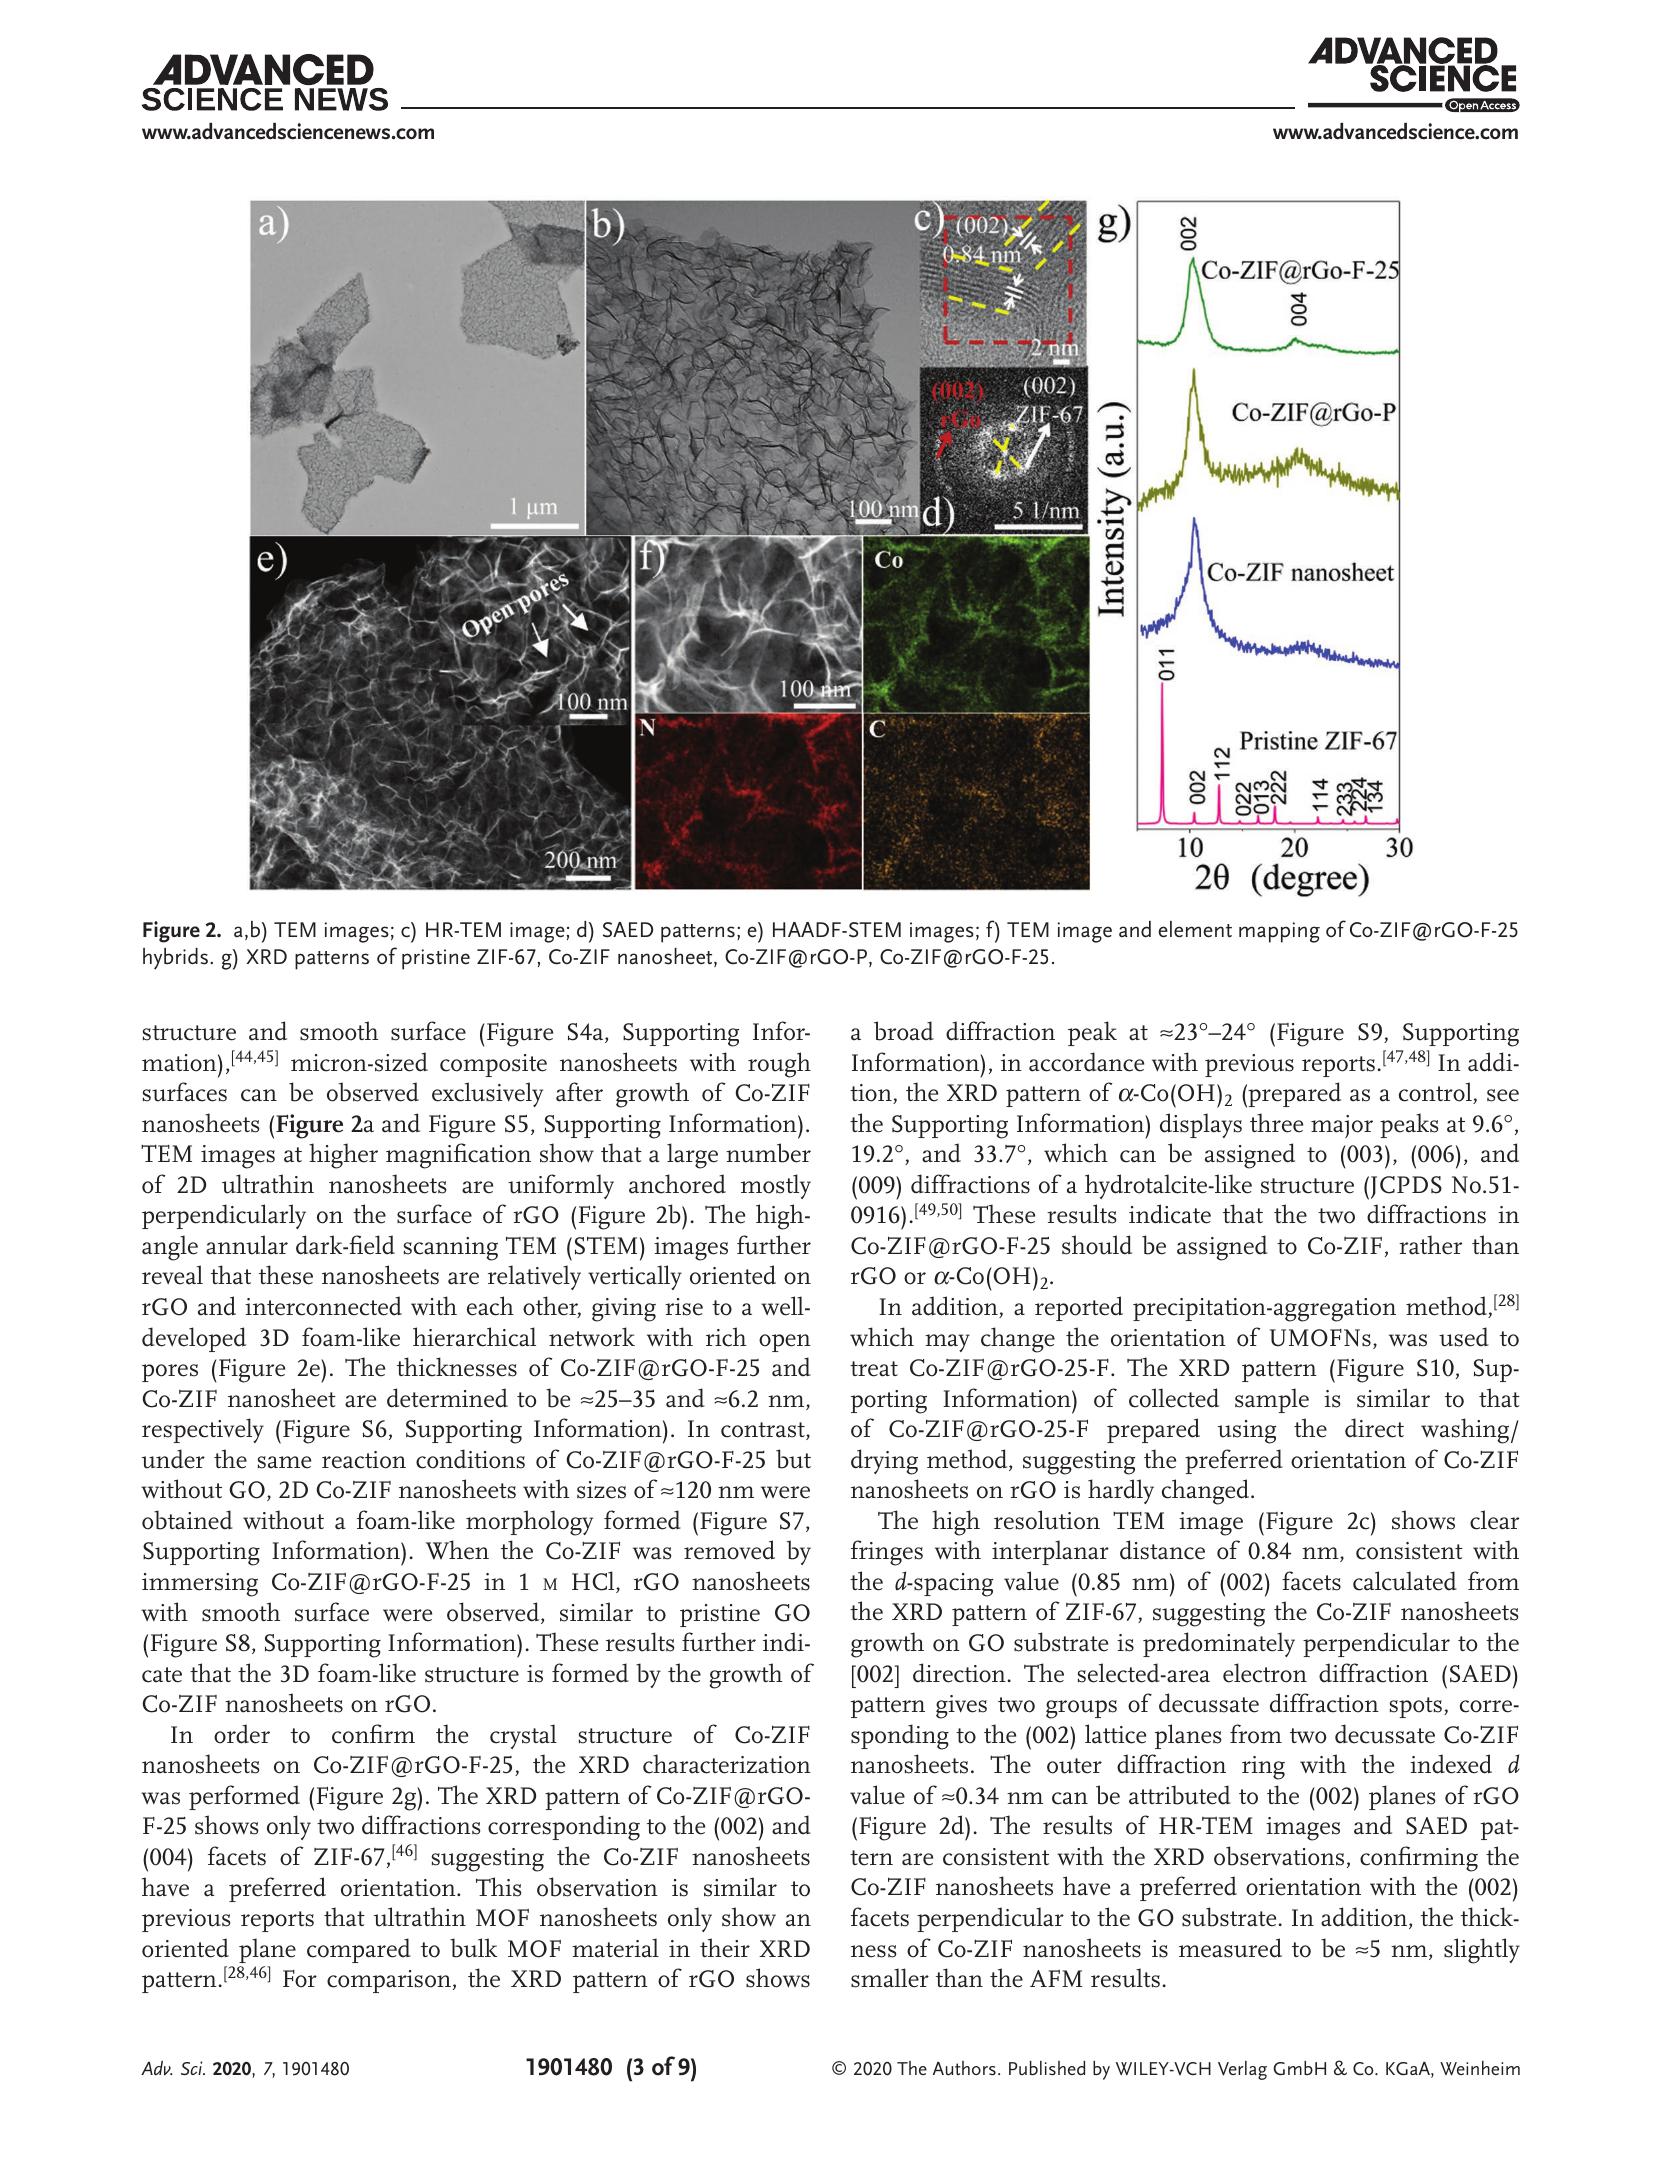 ADVANCED
SCIENCE NEWS
www.advancedsciencenews.com
ADVANCED
SCIENCE
Open Access
www.advancedscience.com
a)
1 μm
b)
100 nm
c)
(002)
0.84 nm
2 nm
(002)
rGo
(002)
ZIF-67
d)
5 1/nm
e)
Open pores
100 nm
200 nm
f)
100 nm
Co
N
C
g)
Intensity (a.u.)
002
Co-ZIF@rGo-F-25
004
Co-ZIF@rGo-P
Co-ZIF nanosheet
011
Pristine ZIF-67
002
112
022
013
222
114
233
224
134
10 20 30
2θ (degree)
Figure 2. a,b) TEM images; c) HR-TEM image; d) SAED patterns; e) HAADF-STEM images; f) TEM image and element mapping of Co-ZIF@rGO-F-25
hybrids. g) XRD patterns of pristine ZIF-67, Co-ZIF nanosheet, Co-ZIF@rGO-P, Co-ZIF@rGO-F-25.
structure and smooth surface (Figure S4a, Supporting Infor-
mation),[44,45] micron-sized composite nanosheets with rough
surfaces can be observed exclusively after growth of Co-ZIF
nanosheets (Figure 2a and Figure S5, Supporting Information).
TEM images at higher magnification show that a large number
of 2D ultrathin nanosheets are uniformly anchored mostly
perpendicularly on the surface of rGO (Figure 2b). The high-
angle annular dark-field scanning TEM (STEM) images further
reveal that these nanosheets are relatively vertically oriented on
rGO and interconnected with each other, giving rise to a well-
developed 3D foam-like hierarchical network with rich open
pores (Figure 2e). The thicknesses of Co-ZIF@rGO-F-25 and
Co-ZIF nanosheet are determined to be ≈25–35 and ≈6.2 nm,
respectively (Figure S6, Supporting Information). In contrast,
under the same reaction conditions of Co-ZIF@rGO-F-25 but
without GO, 2D Co-ZIF nanosheets with sizes of ≈120 nm were
obtained without a foam-like morphology formed (Figure S7,
Supporting Information). When the Co-ZIF was removed by
immersing Co-ZIF@rGO-F-25 in 1 M HCl, rGO nanosheets
with smooth surface were observed, similar to pristine GO
(Figure S8, Supporting Information). These results further indi-
cate that the 3D foam-like structure is formed by the growth of
Co-ZIF nanosheets on rGO.
In order to confirm the crystal structure of Co-ZIF
nanosheets on Co-ZIF@rGO-F-25, the XRD characterization
was performed (Figure 2g). The XRD pattern of Co-ZIF@rGO-
F-25 shows only two diffractions corresponding to the (002) and
(004) facets of ZIF-67,[46] suggesting the Co-ZIF nanosheets
have a preferred orientation. This observation is similar to
previous reports that ultrathin MOF nanosheets only show an
oriented plane compared to bulk MOF material in their XRD
pattern.[28,46] For comparison, the XRD pattern of rGO shows
a broad diffraction peak at ≈23°–24° (Figure S9, Supporting
Information), in accordance with previous reports.[47,48] In addi-
tion, the XRD pattern of α-Co(OH)2 (prepared as a control, see
the Supporting Information) displays three major peaks at 9.6°,
19.2°, and 33.7°, which can be assigned to (003), (006), and
(009) diffractions of a hydrotalcite-like structure (JCPDS No.51-
0916).[49,50] These results indicate that the two diffractions in
Co-ZIF@rGO-F-25 should be assigned to Co-ZIF, rather than
rGO or α-Co(OH)2.
In addition, a reported precipitation-aggregation method,[28]
which may change the orientation of UMOFNs, was used to
treat Co-ZIF@rGO-25-F. The XRD pattern (Figure S10, Sup-
porting Information) of collected sample is similar to that
of Co-ZIF@rGO-25-F prepared using the direct washing/
drying method, suggesting the preferred orientation of Co-ZIF
nanosheets on rGO is hardly changed.
The high resolution TEM image (Figure 2c) shows clear
fringes with interplanar distance of 0.84 nm, consistent with
the d-spacing value (0.85 nm) of (002) facets calculated from
the XRD pattern of ZIF-67, suggesting the Co-ZIF nanosheets
growth on GO substrate is predominately perpendicular to the
[002] direction. The selected-area electron diffraction (SAED)
pattern gives two groups of decussate diffraction spots, corre-
sponding to the (002) lattice planes from two decussate Co-ZIF
nanosheets. The outer diffraction ring with the indexed d
value of ≈0.34 nm can be attributed to the (002) planes of rGO
(Figure 2d). The results of HR-TEM images and SAED pat-
tern are consistent with the XRD observations, confirming the
Co-ZIF nanosheets have a preferred orientation with the (002)
facets perpendicular to the GO substrate. In addition, the thick-
ness of Co-ZIF nanosheets is measured to be ≈5 nm, slightly
smaller than the AFM results.
Adv. Sci. 2020, 7, 1901480
1901480 (3 of 9)
© 2020 The Authors. Published by WILEY-VCH Verlag GmbH & Co. KGaA, Weinheim